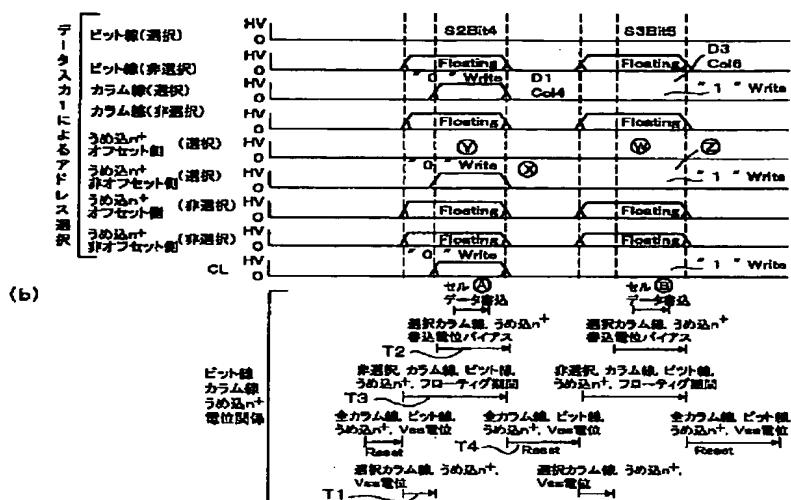 データスカ1によるアドレス選択
ビット線(選択) HV 0 S2Bit4 S3Bit5
ビット線(非選択) HV 0 Floating Floating D3 Col6
カラム線(選択) HV 0 "0" Write D1 Col4 "1" Write
カラム線(非選択) HV 0 Floating Floating
うめ込n+ オフセット側 (選択) HV 0 Ⓨ Ⓦ Ⓩ
うめ込n+ 非オフセット側 (選択) HV 0 "0" Write Ⓧ "1" Write
うめ込n+ オフセット側 (非選択) HV 0 Floating Floating
うめ込n+ 非オフセット側 (非選択) HV 0 Floating Floating
CL HV 0 "0" Write "1" Write
(b)
ビット線
カラム線
うめ込n+
電位関係
セルⒶ セルⒷ
データ書込 データ書込
選択カラム線, うめ込n+ 選択カラム線, うめ込n+
書込電位バイアス 書込電位バイアス
T2
非選択, カラム線, ビット線, 非選択, カラム線, ビット線,
うめ込n+, フローティグ期間 うめ込n+, フローティグ期間
T3
全カラム線, ビット線, 全カラム線, ビット線, 全カラム線, ビット線,
うめ込n+, Vss電位 うめ込n+, Vss電位 うめ込n+, Vss電位
Reset T4 Reset Reset
選択カラム線, うめ込n+, 選択カラム線, うめ込n+,
Vss電位 Vss電位
T1